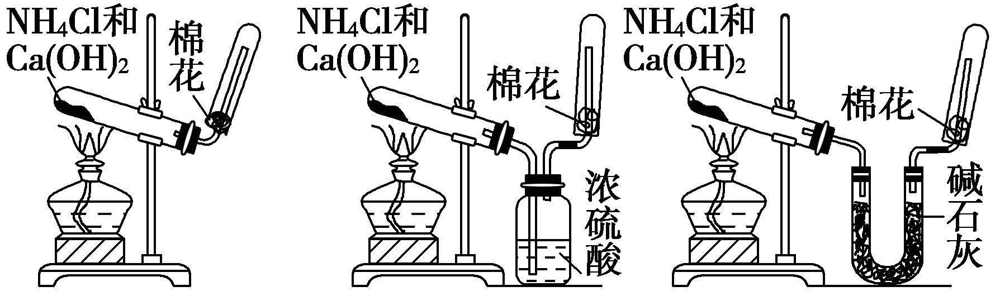 NH₄Cl和
Ca(OH)₂
棉
花
NH₄Cl和
Ca(OH)₂
棉花
浓
硫
酸
NH₄Cl和
Ca(OH)₂
棉花
碱
石
灰